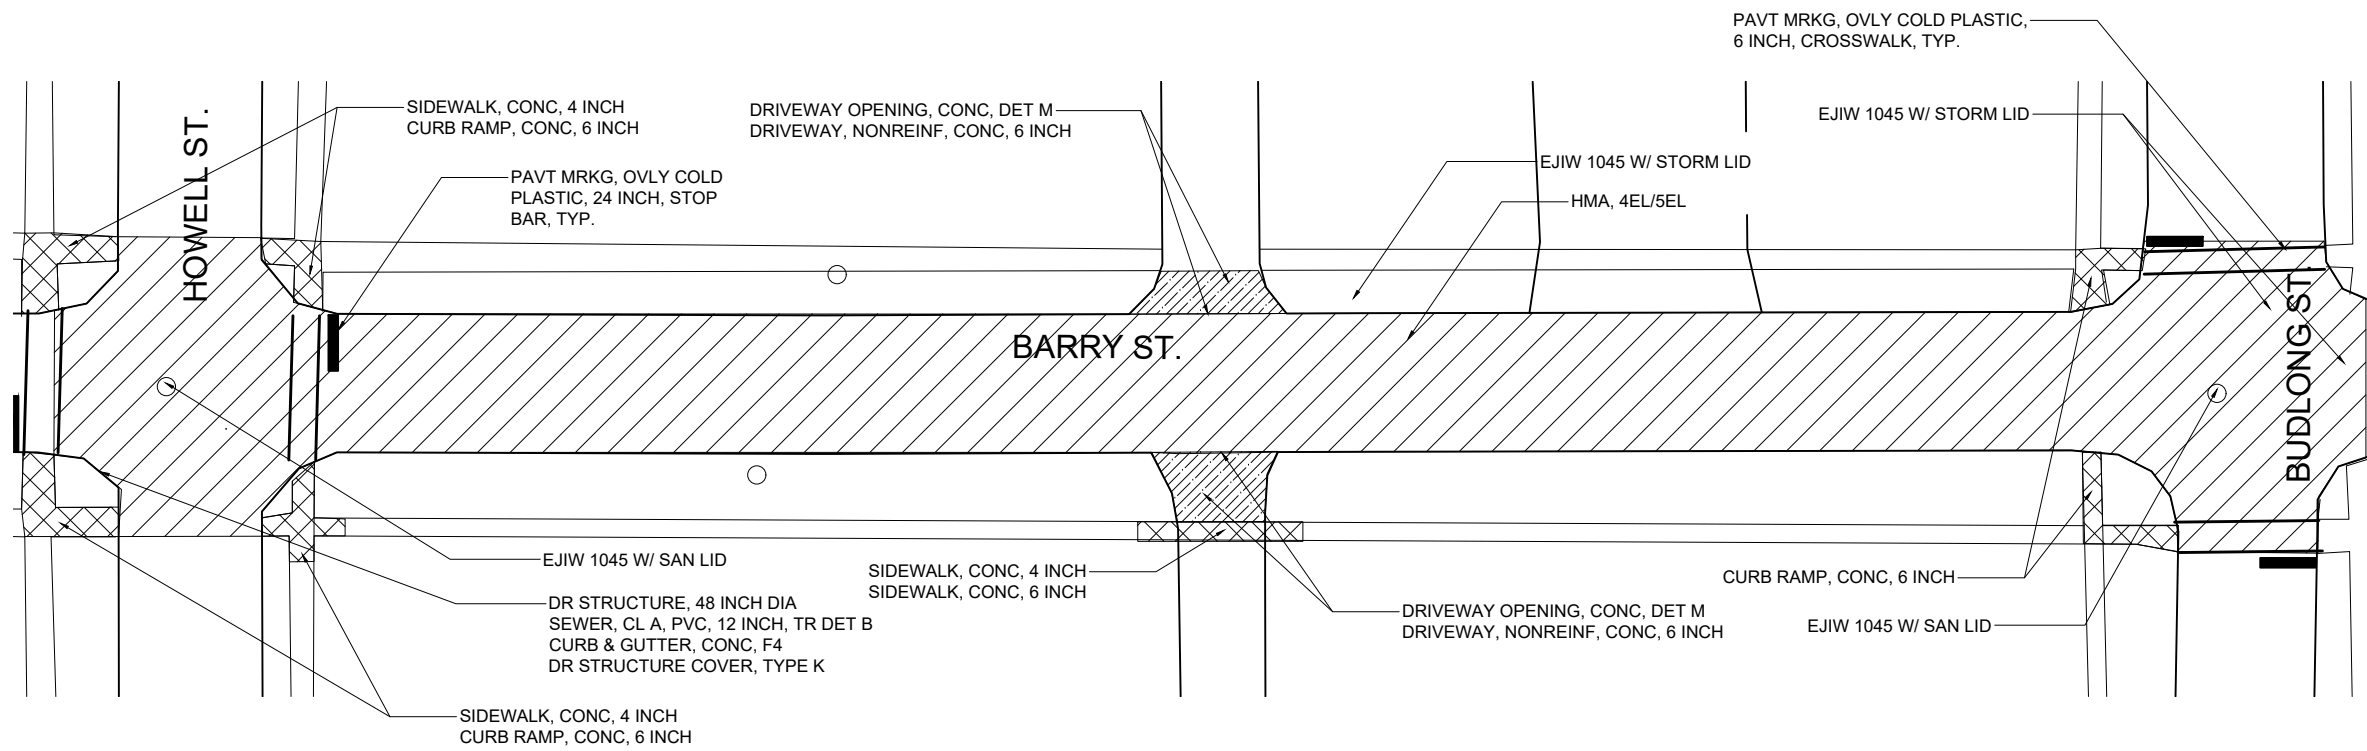 PAVT MRKG, OVLY COLD PLASTIC,
6 INCH, CROSSWALK, TYP.
SIDEWALK, CONC, 4 INCH
CURB RAMP, CONC, 6 INCH
DRIVEWAY OPENING, CONC, DET M
DRIVEWAY, NONREINF, CONC, 6 INCH
EJIW 1045 W/ STORM LID
HOWELL ST.
PAVT MRKG, OVLY COLD
PLASTIC, 24 INCH, STOP
BAR, TYP.
EJIW 1045 W/ STORM LID
HMA, 4EL/5EL
BARRY ST.
BUDLONG ST.
EJIW 1045 W/ SAN LID
SIDEWALK, CONC, 4 INCH
SIDEWALK, CONC, 6 INCH
CURB RAMP, CONC, 6 INCH
DR STRUCTURE, 48 INCH DIA
SEWER, CL A, PVC, 12 INCH, TR DET B
CURB & GUTTER, CONC, F4
DR STRUCTURE COVER, TYPE K
DRIVEWAY OPENING, CONC, DET M
DRIVEWAY, NONREINF, CONC, 6 INCH
EJIW 1045 W/ SAN LID
SIDEWALK, CONC, 4 INCH
CURB RAMP, CONC, 6 INCH